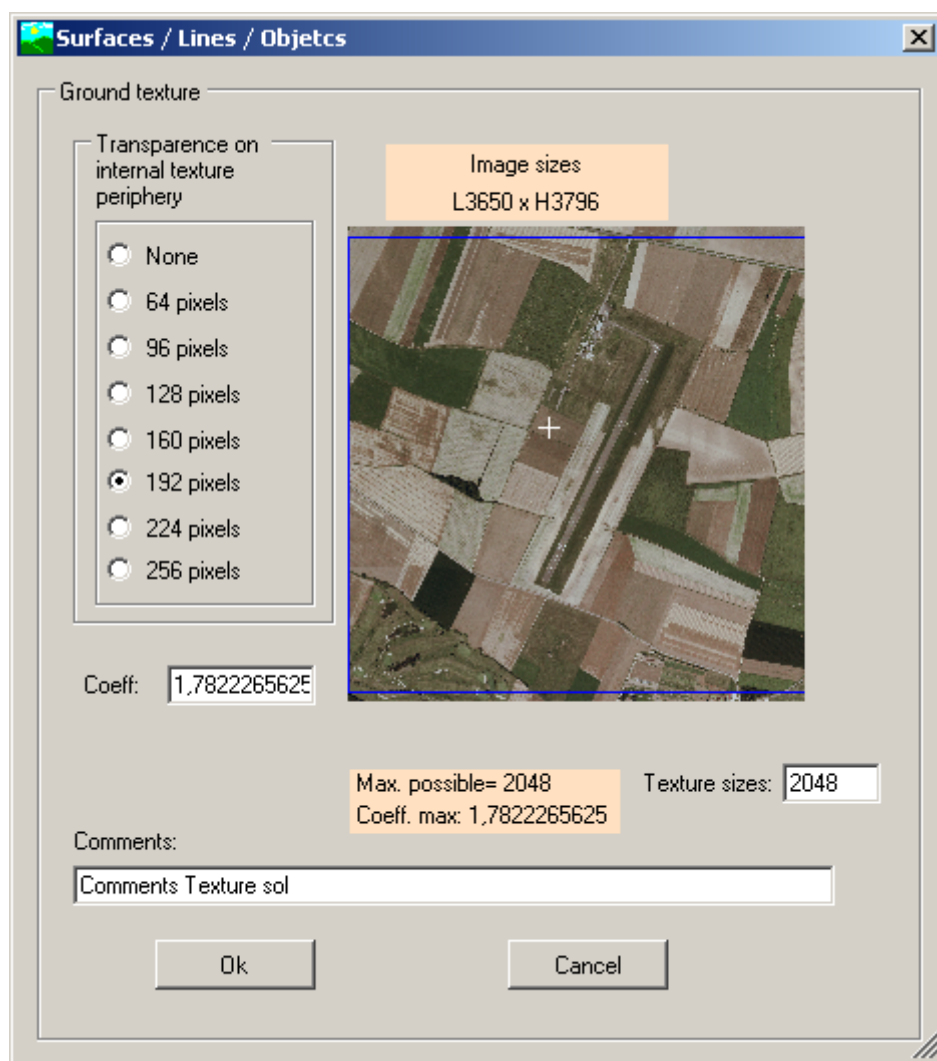 Surfaces / Lines / Objetcs
Ground texture
Transparence on
internal texture
periphery
None
64 pixels
96 pixels
128 pixels
160 pixels
192 pixels
224 pixels
256 pixels
Image sizes
L3650 x H3796
Coeff:
1,7822265625
Max. possible= 2048
Coeff. max: 1,7822265625
Texture sizes:
2048
Comments:
Comments Texture sol
Ok
Cancel